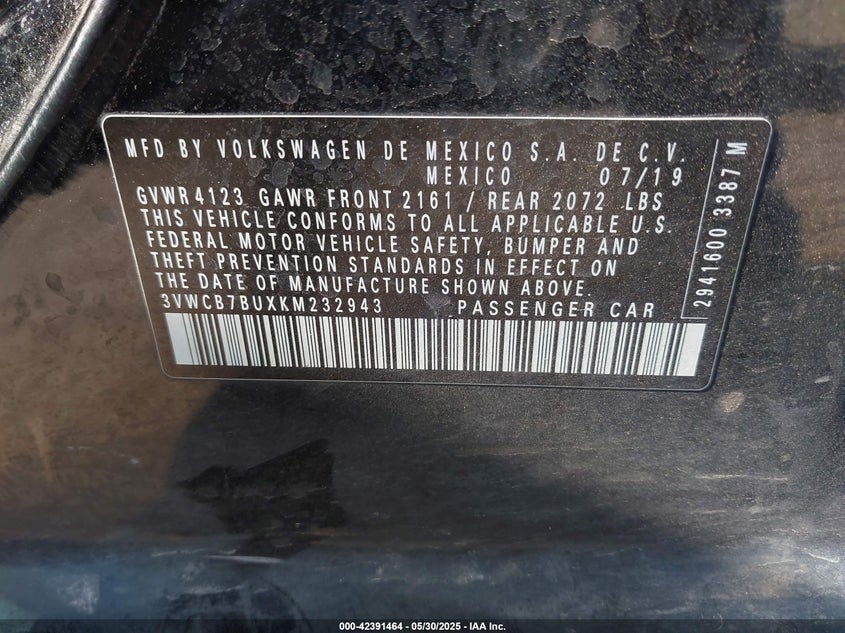 MFD BY VOLKSWAGEN DE MEXICO S.A. DE C.V.
MEXICO 07/19
GVWR 4123 GAWR FRONT 2161 / REAR 2072 LBS
THIS VEHICLE CONFORMS TO ALL APPLICABLE U.S.
FEDERAL MOTOR VEHICLE SAFETY, BUMPER AND
THEFT PREVENTION STANDARDS IN EFFECT ON
THE DATE OF MANUFACTURE SHOWN ABOVE.
3VWCB7BUXKM232943 PASSENGER CAR
2941600 3387 M
000-42391464 - 05/30/2025 - IAA Inc.